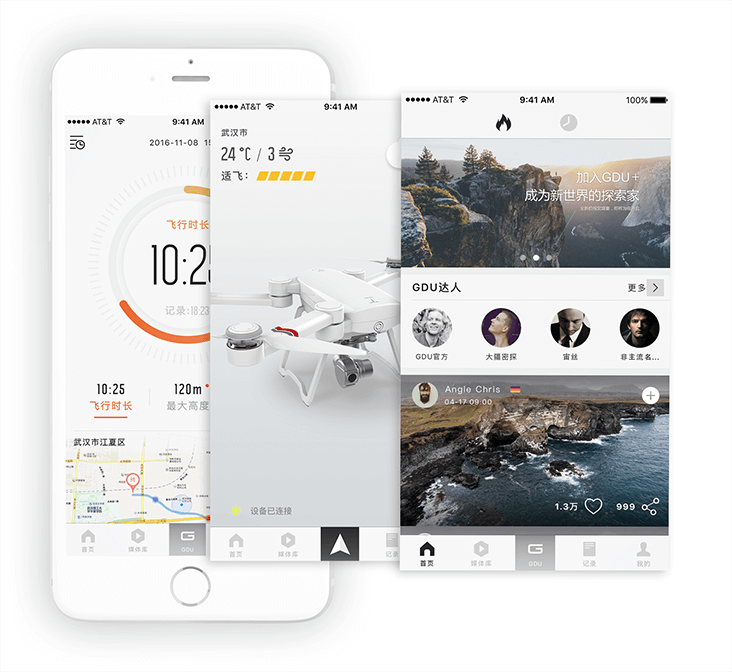 AT&T
9:41 AM
2016-11-08
飞行时长
10:25
记录:18:23
10:25
飞行时长
120m
最大高度
武汉市江夏区
首页
媒体库
GDU
AT&T
9:41 AM
武汉市
24℃ / 3
适飞：
设备已连接
首页
媒体库
记录
AT&T
9:41 AM
100%
加入GDU+
成为新世界的探索家
GDU达人
更多
GDU官方
大疆密探
宙丝
非主流名...
Angle Chris
04-17 09:00
1.3万
999
首页
媒体库
GDU
记录
我的